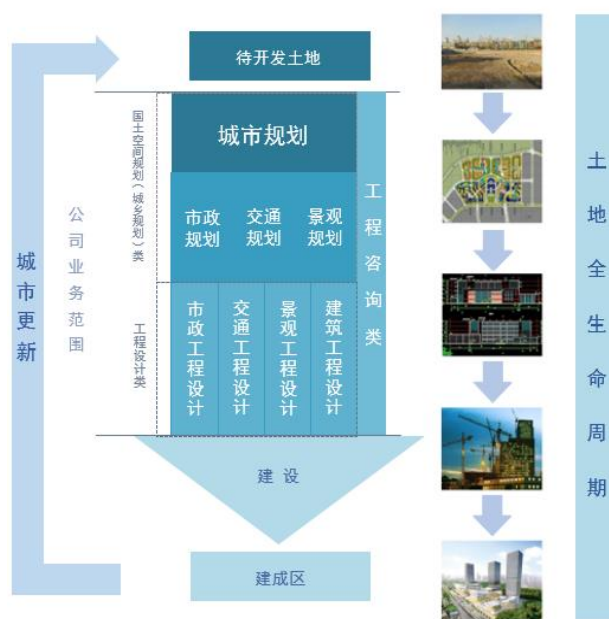 待开发土地
城市更新
公司业务范围
国土空间规划（城乡规划）类
城市规划
市政
规划
交通
规划
景观
规划
工程咨询类
工程设计类
市政工程设计
交通工程设计
景观工程设计
建筑工程设计
建 设
建成区
土地全生命周期